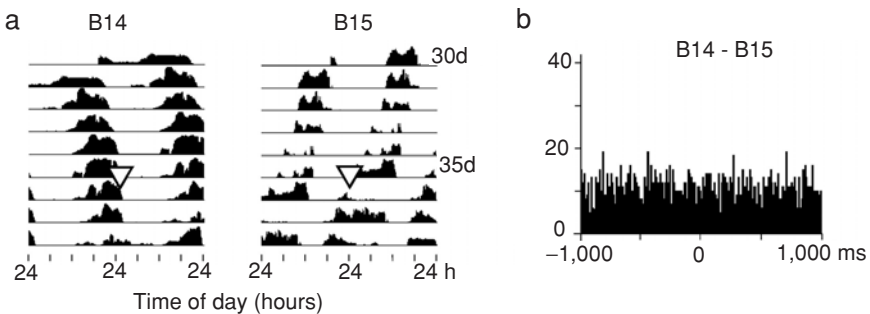 a
B14
B15
30d
35d
24 24 24
24 24 24 h
Time of day (hours)
b
B14 - B15
40
20
0
−1,000 0 1,000 ms